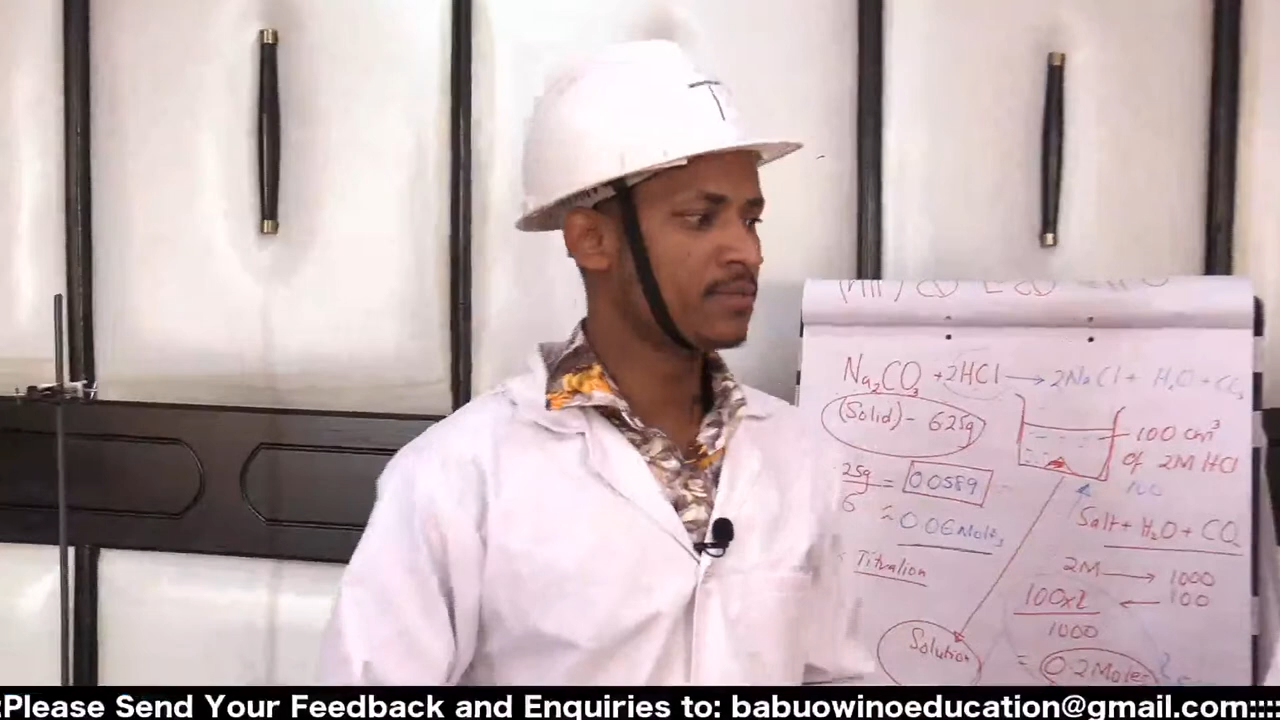 T
Na₂CO₃ + 2HCl → 2NaCl + H₂O + CO₂
(Solid) - 6.25g
100 cm³
of 2M HCl
100
25g = 0.0589
6
≈ 0.06 Moles
Salt + H₂O + CO₂
Titration
2M → 1000
100x2 ← 100
1000
Solution
= 0.2 Moles
:Please Send Your Feedback and Enquiries to: babuowinoeducation@gmail.com::::